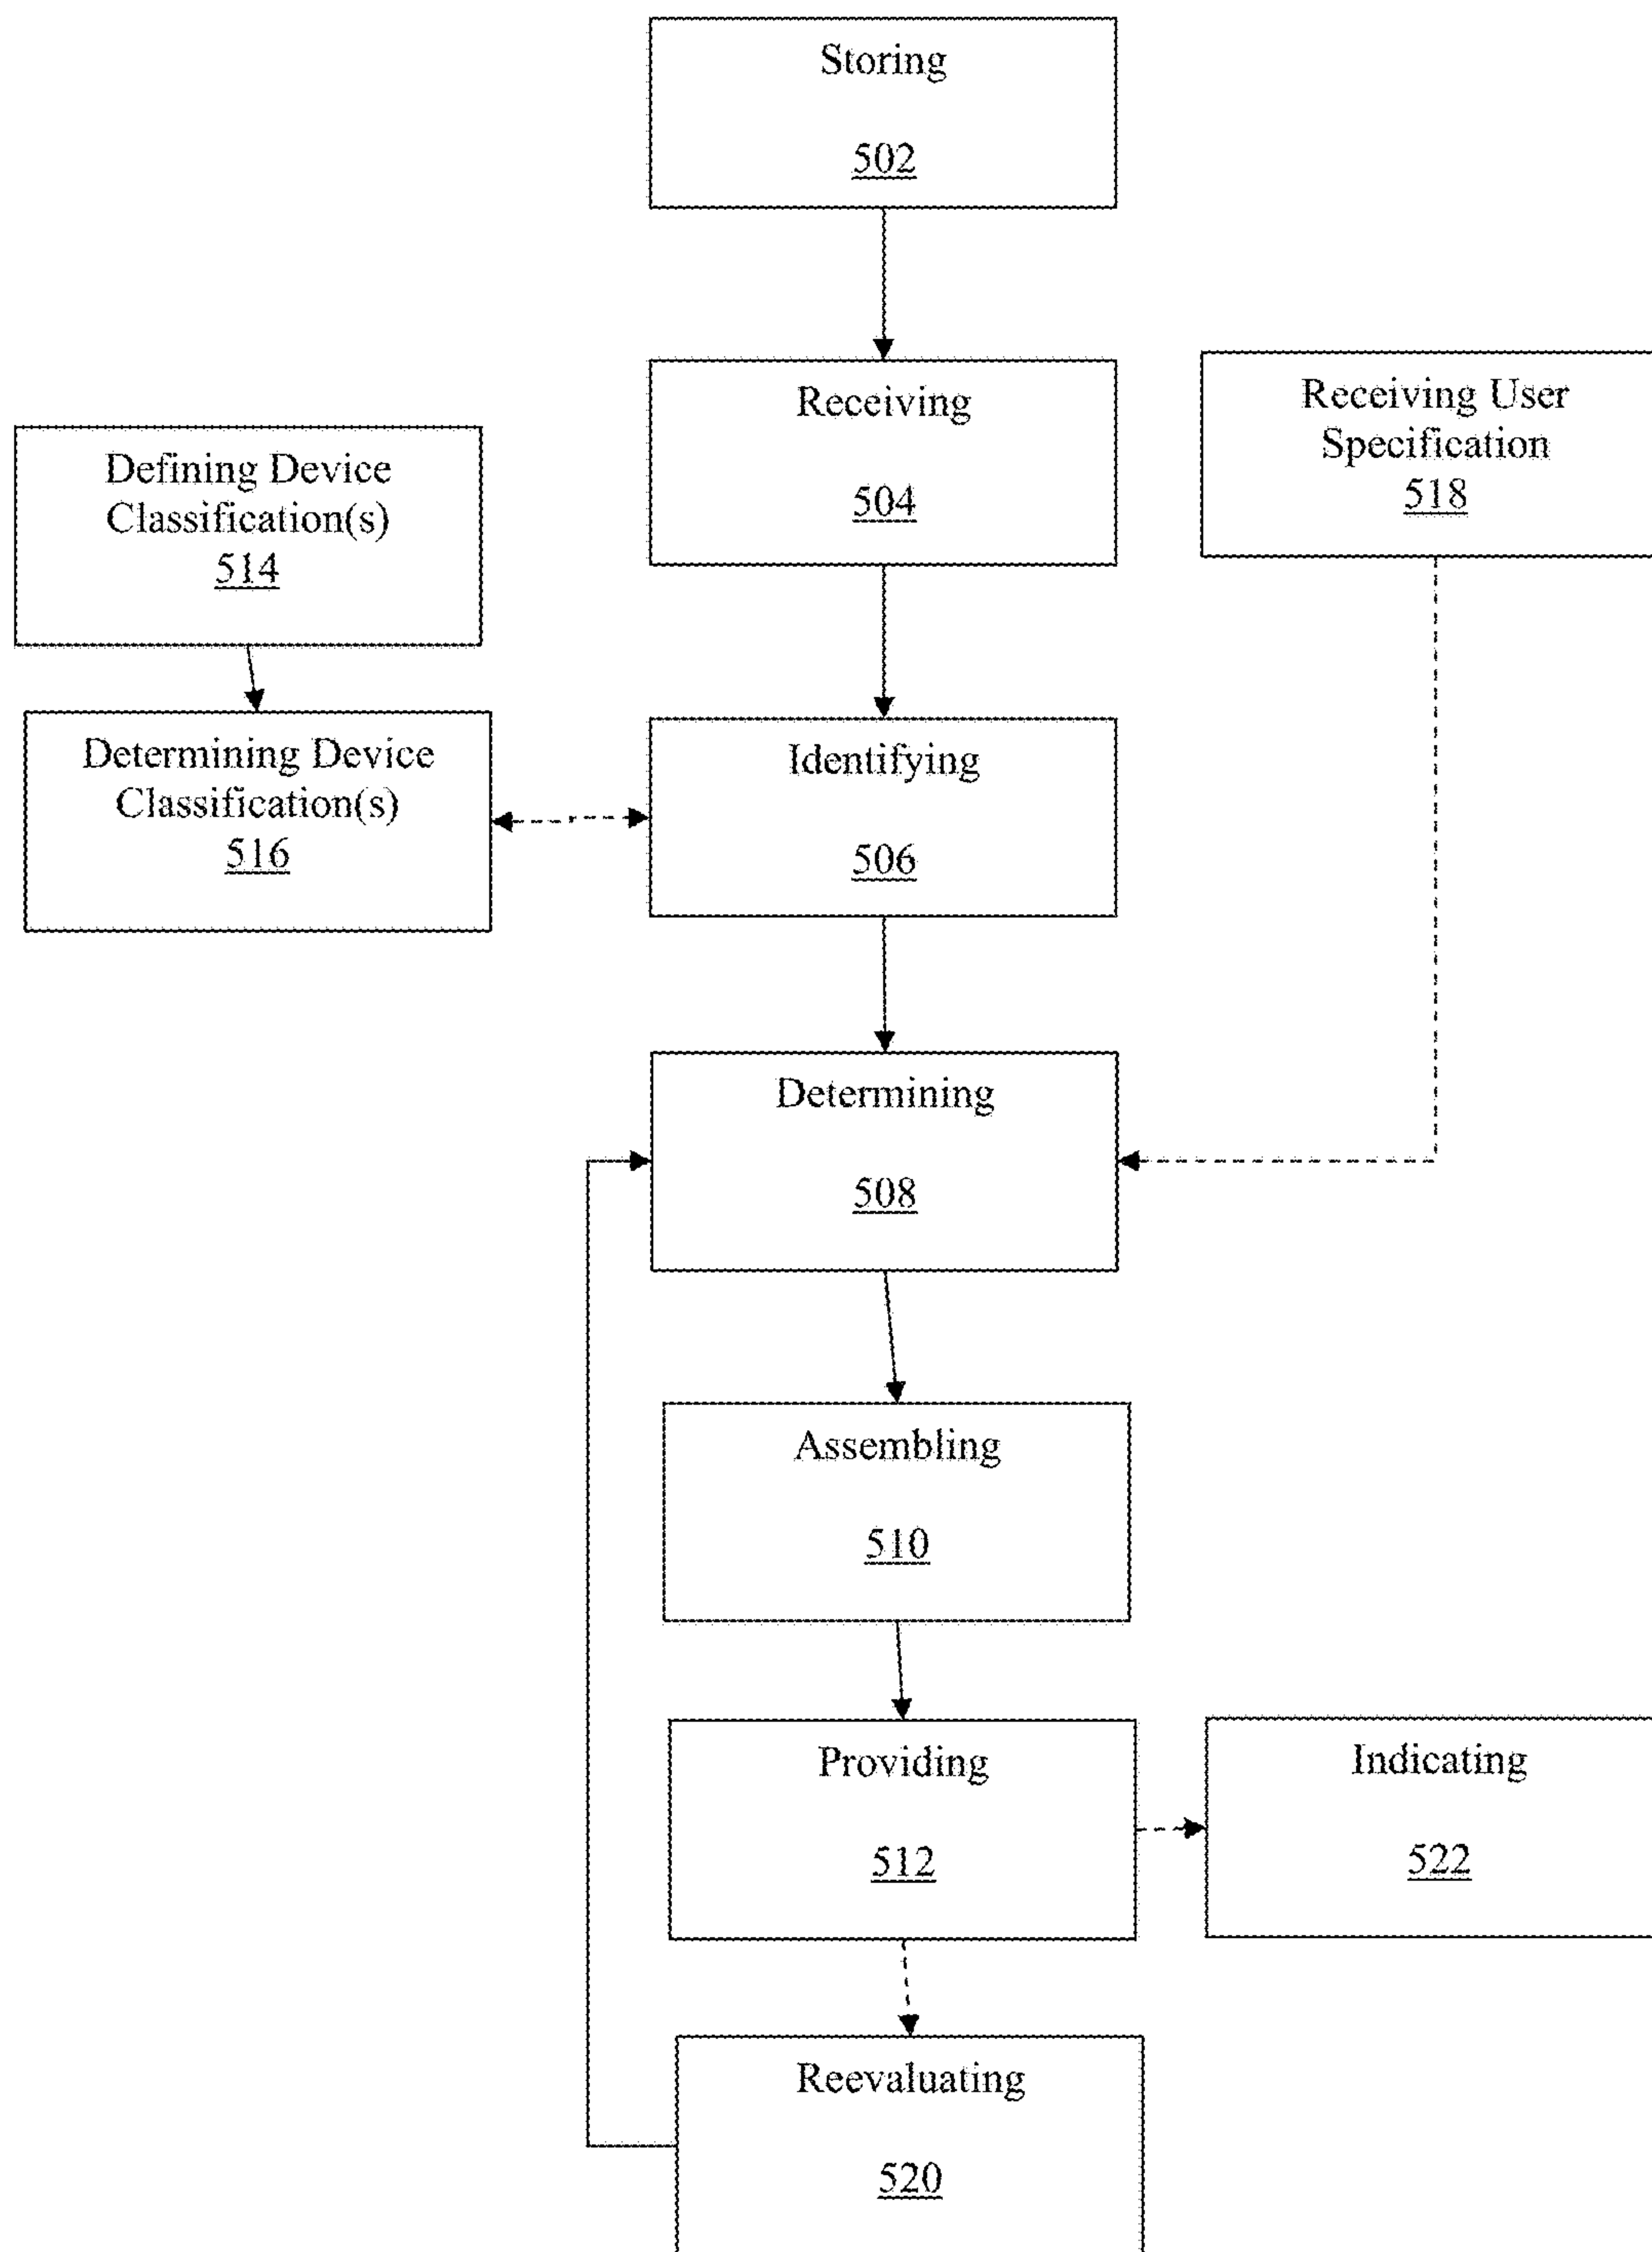 Storing
502
Receiving
504
Receiving User
Specification
518
Defining Device
Classification(s)
514
Determining Device
Classification(s)
516
Identifying
506
Determining
508
Assembling
510
Providing
512
Indicating
522
Reevaluating
520